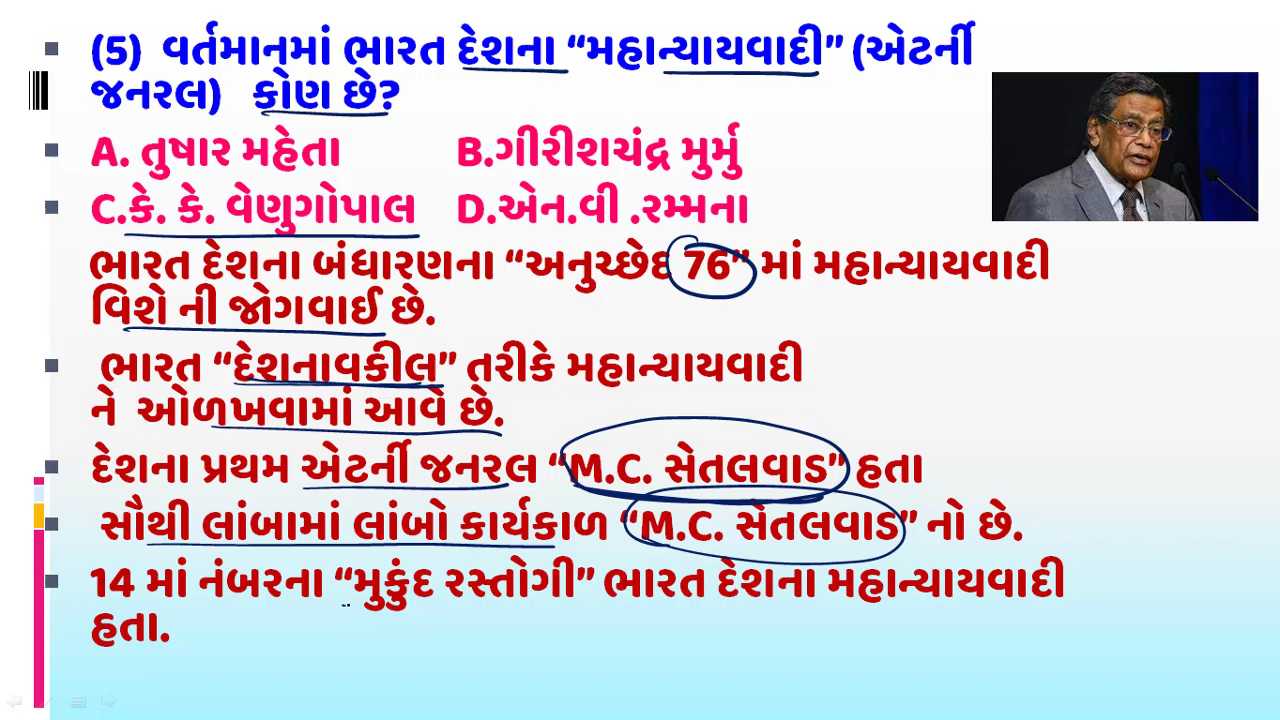 (5) વર્તમાનમાં ભારત દેશના “મહાન્યાયવાદી” (એટર્ની
જનરલ) કોણ છે?
A. તુષાર મહેતા B.ગીરીશચંદ્ર મુર્મુ
C.કે. કે. વેણુગોપાલ D.એન.વી .રમ્મના
ભારત દેશના બંધારણના “અનુચ્છેદ 76” માં મહાન્યાયવાદી
વિશે ની જોગવાઈ છે.
ભારત “દેશનાવકીલ” તરીકે મહાન્યાયવાદી
ને ઓળખવામાં આવે છે.
દેશના પ્રથમ એટર્ની જનરલ “M.C. સેતલવાડ” હતા
સૌથી લાંબામાં લાંબો કાર્યકાળ “M.C. સેતલવાડ” નો છે.
14 માં નંબરના “મુકુંદ રસ્તોગી” ભારત દેશના મહાન્યાયવાદી
હતા.